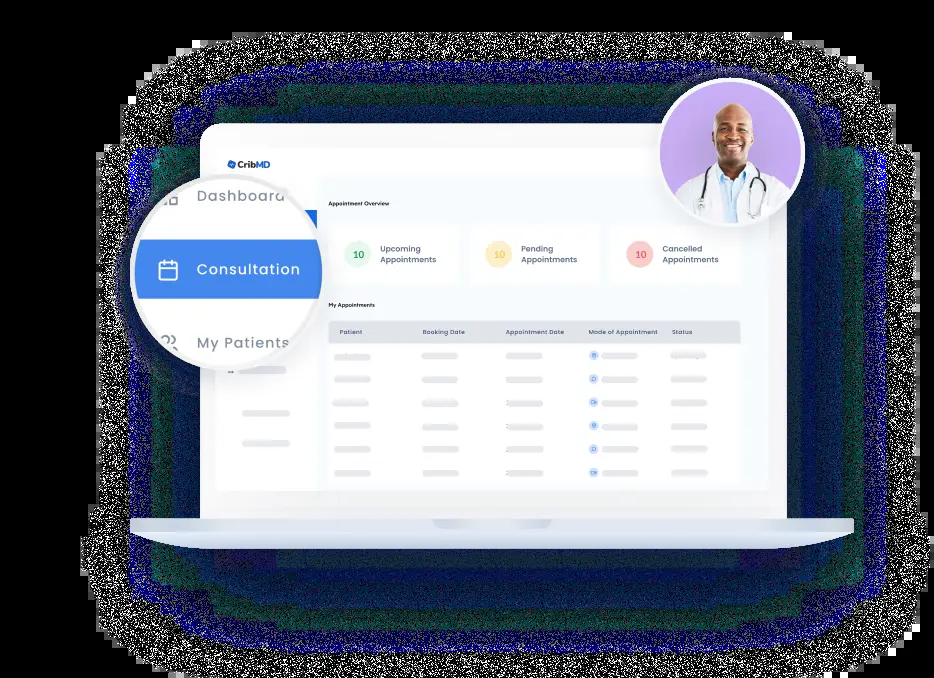 CribMD
Dashboard
Consultation
My Patients
Appointment Overview
10
Upcoming
Appointments
10
Pending
Appointments
10
Cancelled
Appointments
My Appointments
Patient Booking Date Appointment Date Mode of Appointment Status